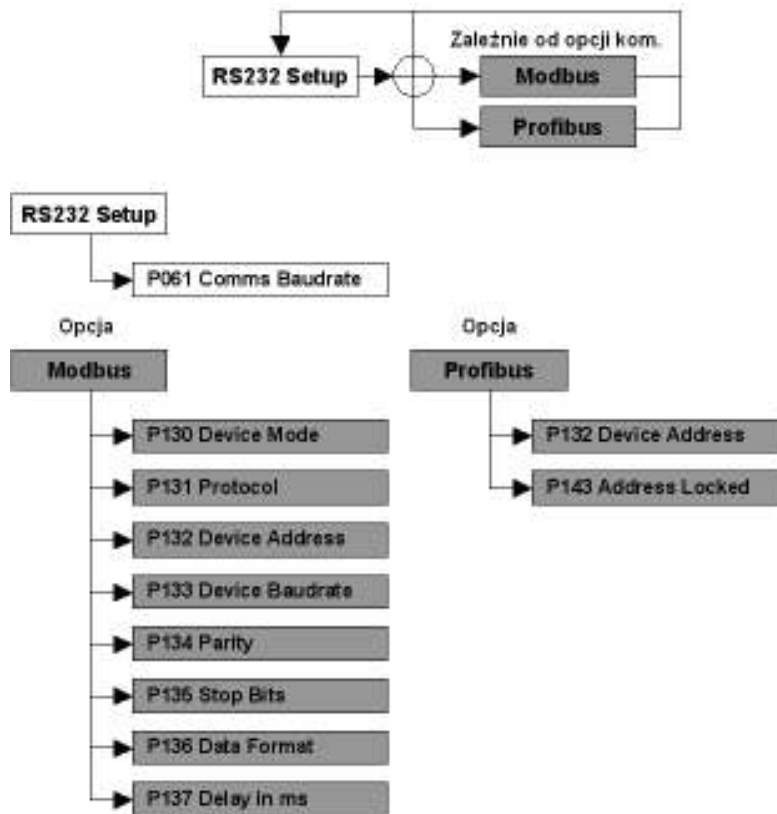 Zależnie od opcji kom.
RS232 Setup
Modbus
Profibus
RS232 Setup
P061 Comms Baudrate
Opcja
Modbus
P130 Device Mode
P131 Protocol
P132 Device Address
P133 Device Baudrate
P134 Parity
P135 Stop Bits
P136 Data Format
P137 Delay in ms
Opcja
Profibus
P132 Device Address
P143 Address Locked